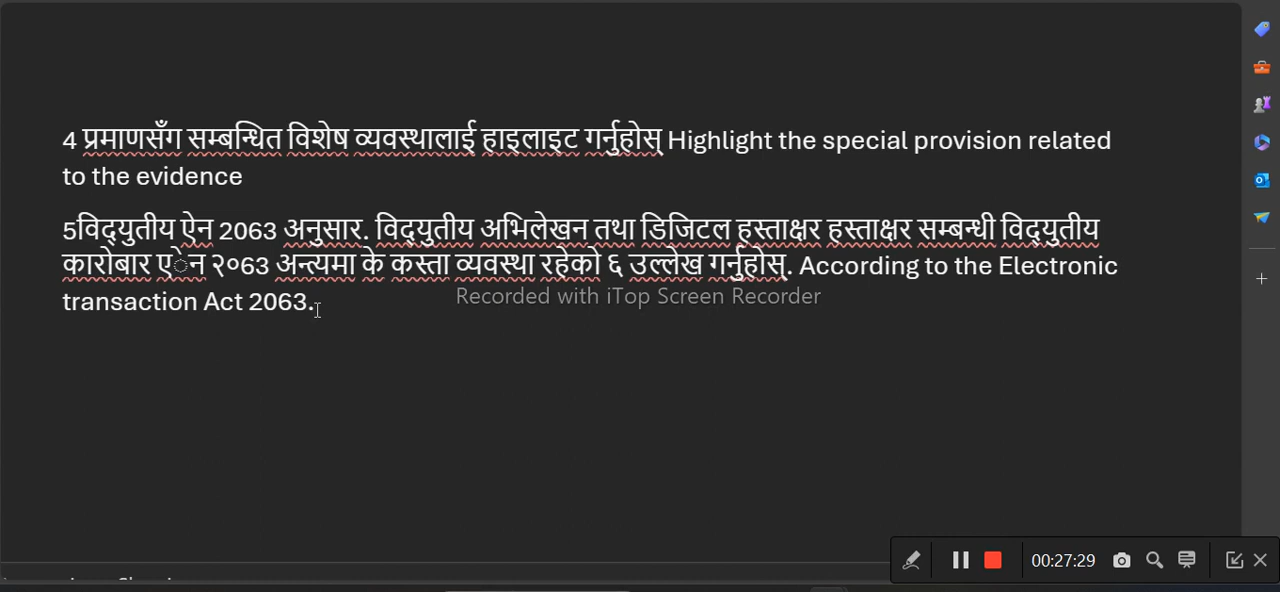 4 प्रमाणसँग सम्बन्धित विशेष व्यवस्थालाई हाइलाइट गर्नुहोस् Highlight the special provision related
to the evidence
5विद्युतीय ऐन 2063 अनुसार. विद्युतीय अभिलेखन तथा डिजिटल हस्ताक्षर हस्ताक्षर सम्बन्धी विद्युतीय
कारोबार एेन २०63 अन्त्यमा के कस्ता व्यवस्था रहेको ६ उल्लेख गर्नुहोस्. According to the Electronic
transaction Act 2063.
Recorded with iTop Screen Recorder
00:27:29